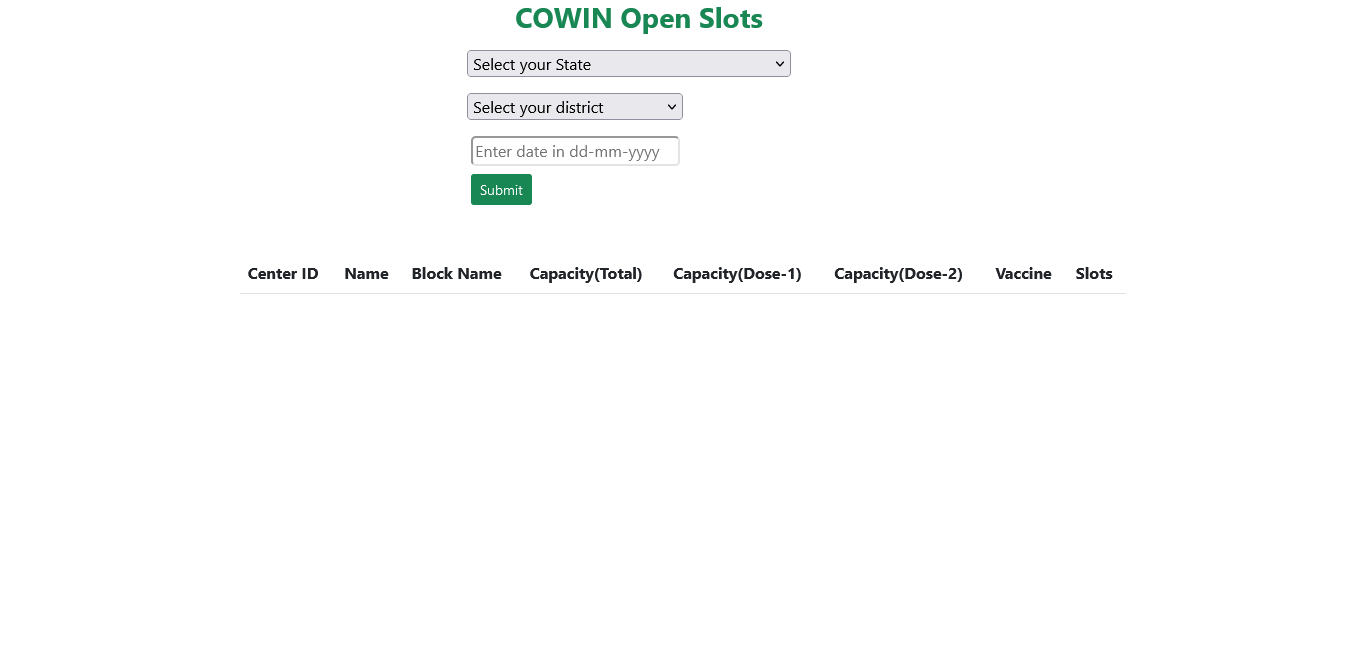 COWIN Open Slots
Select your State
Select your district
Enter date in dd-mm-yyyy
Submit
Center ID Name Block Name Capacity(Total) Capacity(Dose-1) Capacity(Dose-2) Vaccine Slots